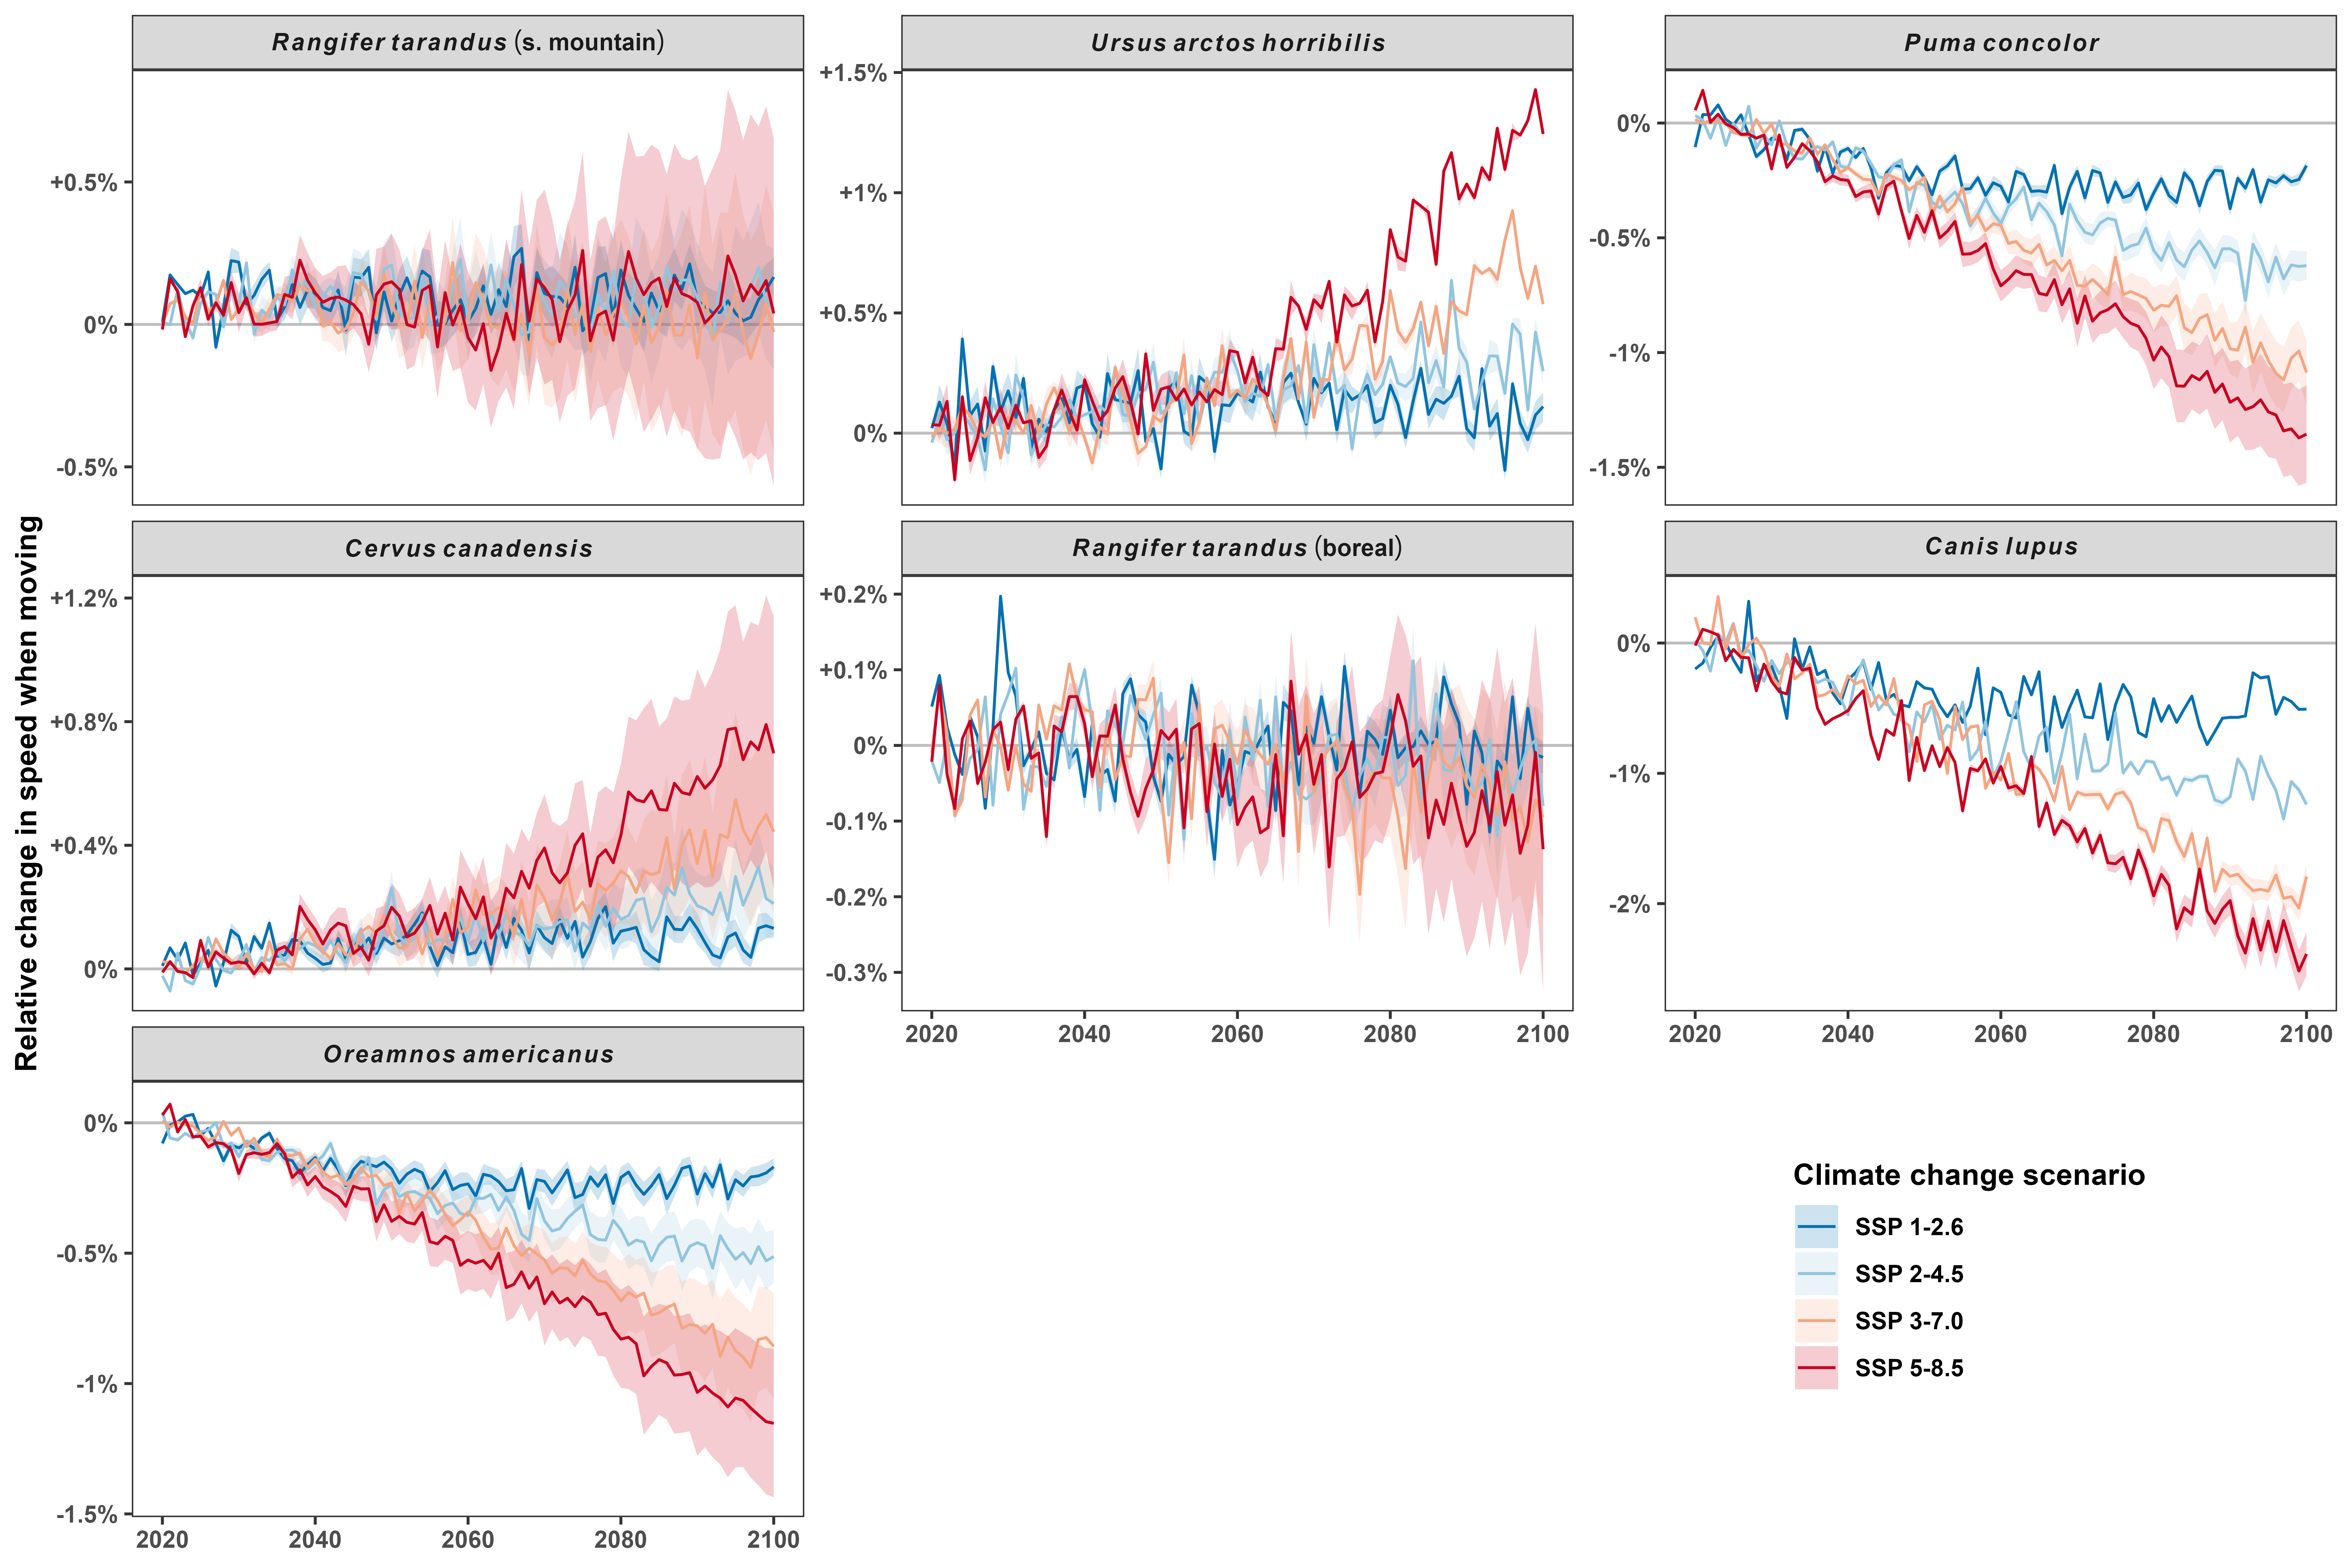 Rangifer tarandus (s. mountain)
Ursus arctos horribilis
Puma concolor
+0.5%
0%
-0.5%
+1.5%
+1%
+0.5%
0%
0%
-0.5%
-1%
-1.5%
Relative change in speed when moving
Cervus canadensis
Rangifer tarandus (boreal)
Canis lupus
+1.2%
+0.8%
+0.4%
0%
+0.2%
+0.1%
0%
-0.1%
-0.2%
-0.3%
2020 2040 2060 2080 2100
0%
-1%
-2%
2020 2040 2060 2080 2100
Oreamnos americanus
0%
-0.5%
-1%
-1.5%
2020 2040 2060 2080 2100
Climate change scenario
SSP 1-2.6
SSP 2-4.5
SSP 3-7.0
SSP 5-8.5